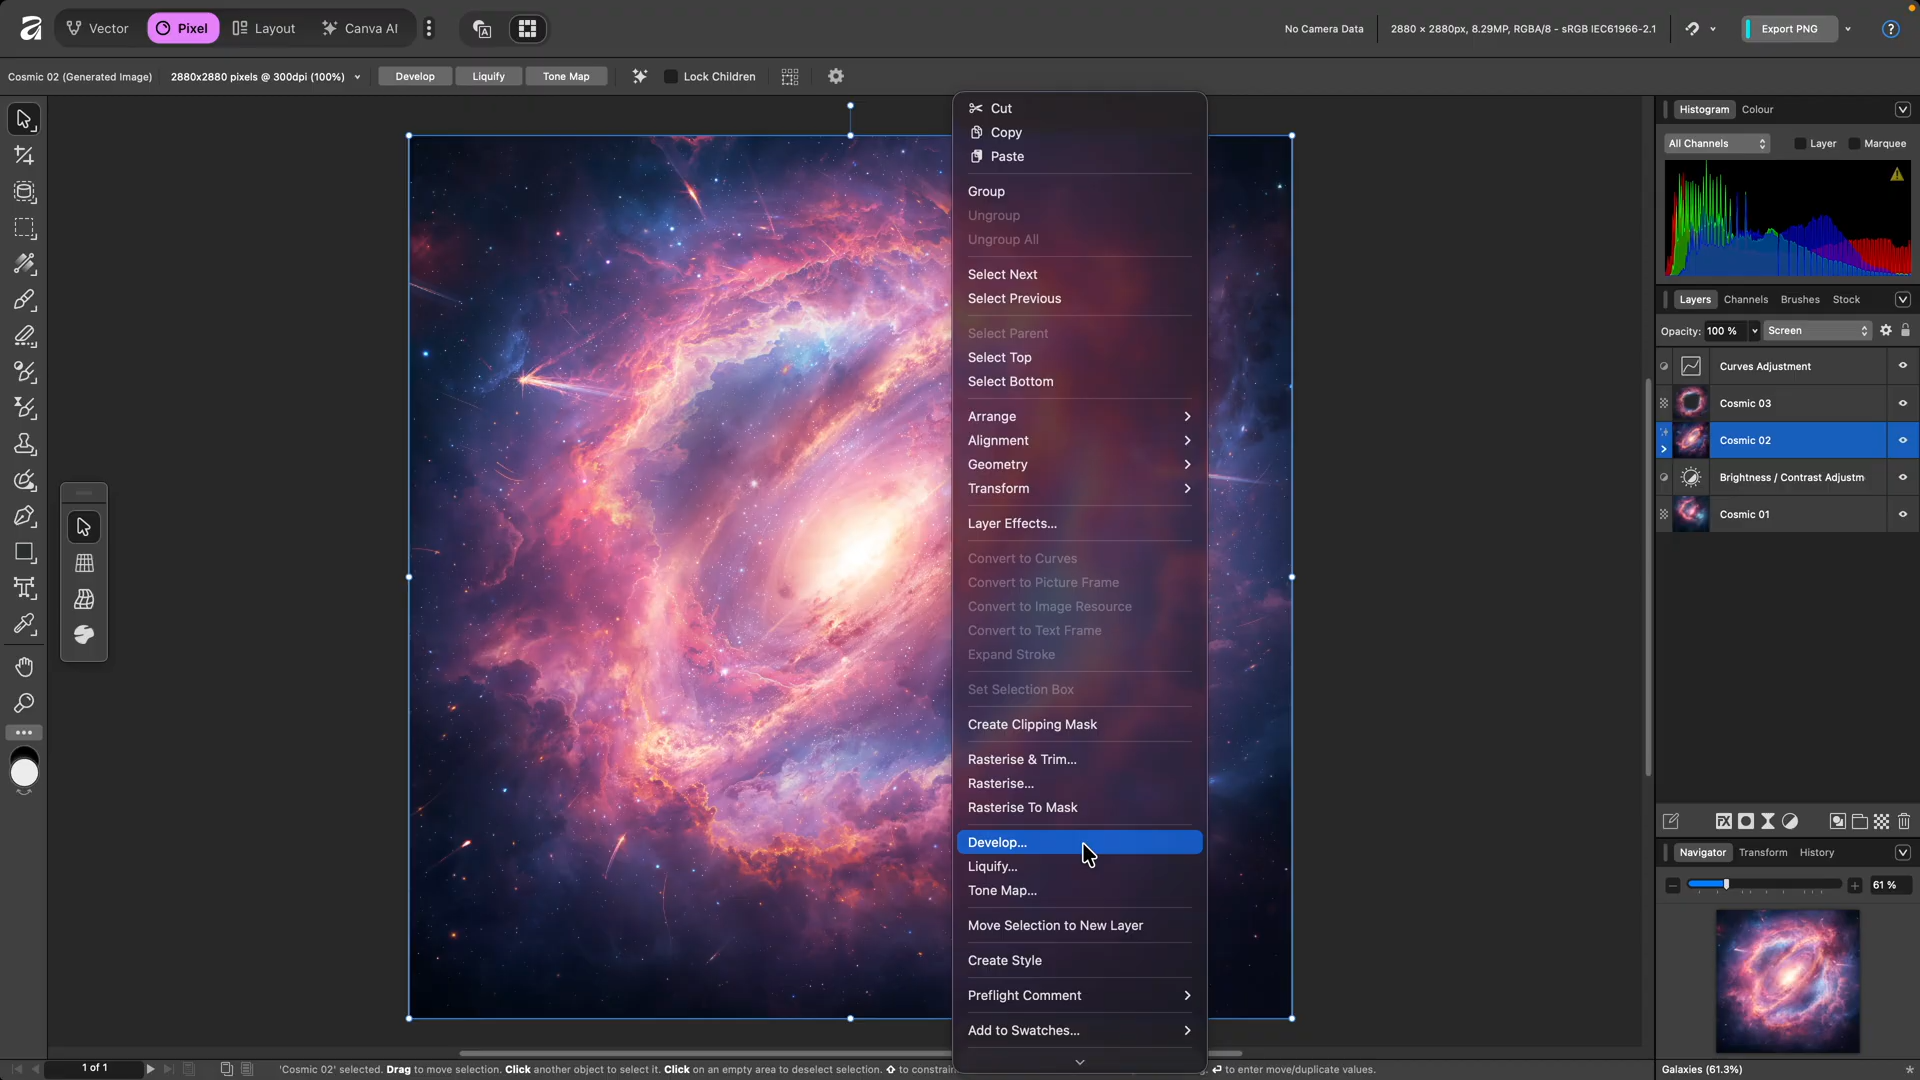 Vector
Pixel
Layout
Canva AI
No Camera Data
2880 × 2880px, 8.29MP, RGBA/8 - sRGB IEC61966-2.1
Export PNG
Cosmic 02 (Generated Image)
2880x2880 pixels @ 300dpi (100%)
Develop
Liquify
Tone Map
Lock Children
Cut
Copy
Paste
Group
Ungroup
Ungroup All
Select Next
Select Previous
Select Parent
Select Top
Select Bottom
Arrange
Alignment
Geometry
Transform
Layer Effects...
Convert to Curves
Convert to Picture Frame
Convert to Image Resource
Convert to Text Frame
Expand Stroke
Set Selection Box
Create Clipping Mask
Rasterise & Trim...
Rasterise...
Rasterise To Mask
Develop...
Liquify...
Tone Map...
Move Selection to New Layer
Create Style
Preflight Comment
Add to Swatches...
Histogram
Colour
All Channels
Layer
Marquee
Layers
Channels
Brushes
Stock
Opacity: 100 %
Screen
Curves Adjustment
Cosmic 03
Cosmic 02
Brightness / Contrast Adjustm
Cosmic 01
FX
Navigator
Transform
History
61 %
1 of 1
'Cosmic 02' selected. Drag to move selection. Click another object to select it. Click on an empty area to deselect selection. ⇧ to constrain
to enter move/duplicate values.
Galaxies (61.3%)